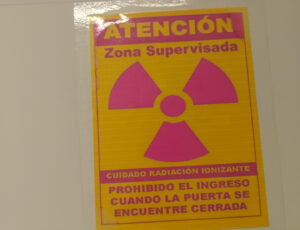 ATENCIÓN
Zona Supervisada
CUIDADO RADIACIÓN IONIZANTE
PROHIBIDO EL INGRESO
CUANDO LA PUERTA SE
ENCUENTRE CERRADA